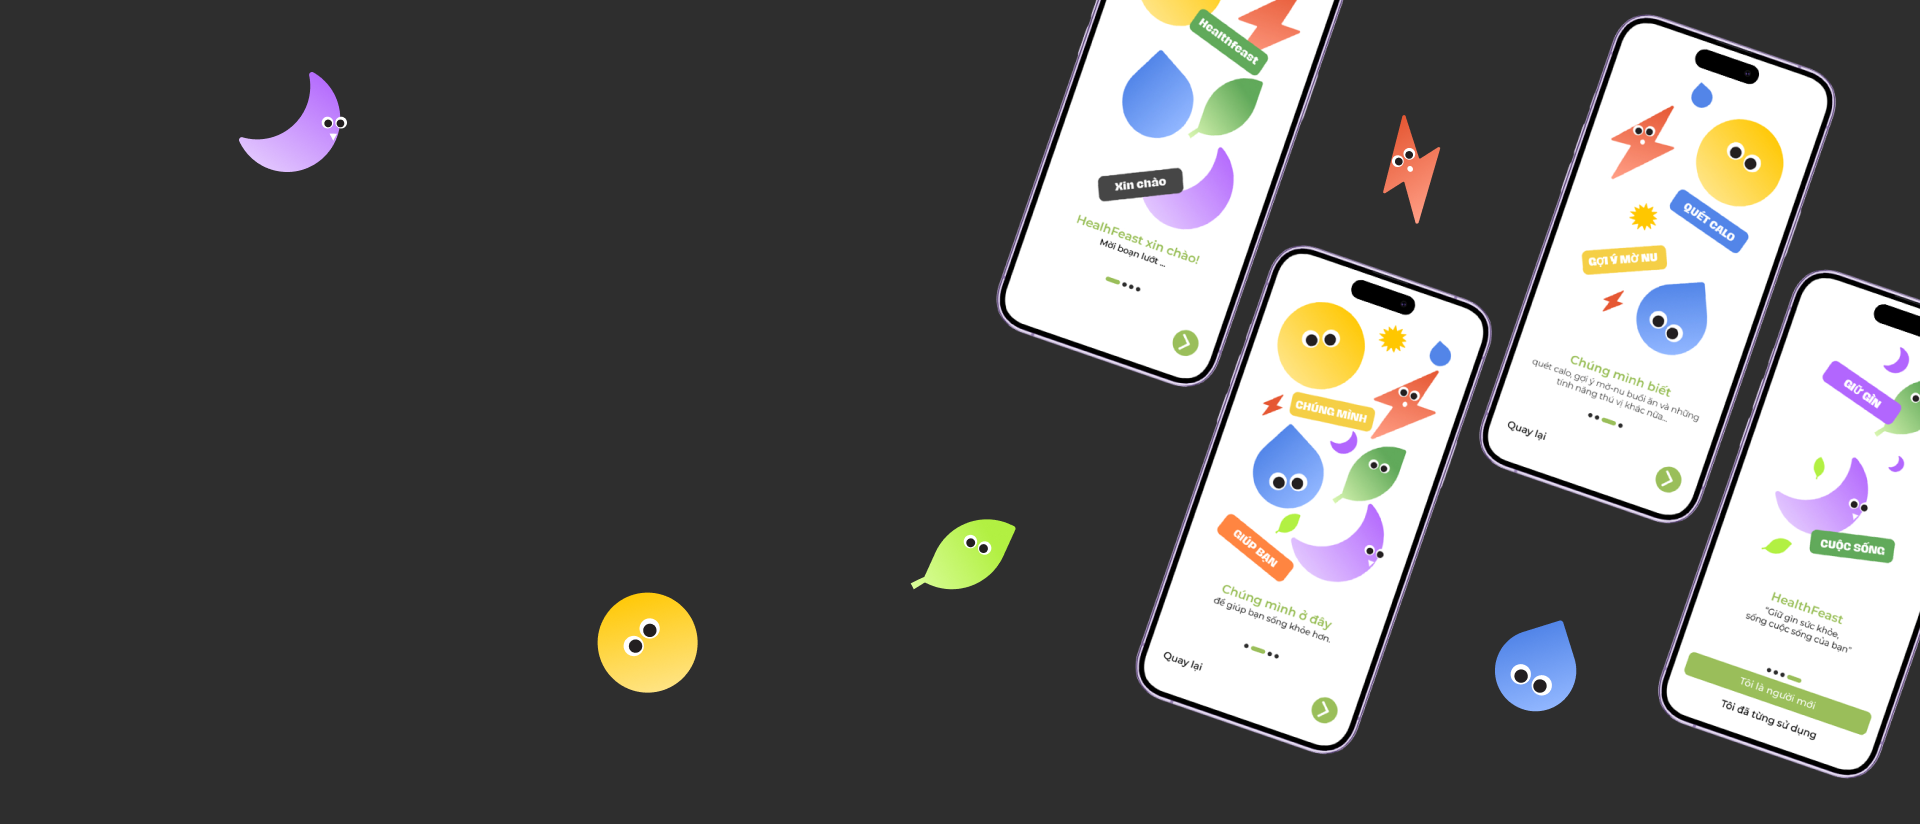 Healthfeast
Xin chào
HealhFeast xin chào!
Mời boạn lướt ...
CHÚNG MÌNH
GIÚP BẠN
Chúng mình ở đây
để giúp bạn sống khỏe hơn.
Quay lại
QUÉT CALO
GỢI Ý MỜ NU
Chúng mình biết
quét calo, gợi ý mờ-nu buổi ăn và những
tính năng thú vị khác nữa...
Quay lại
GIỮ GÌN
CUỘC SỐNG
HealthFeast
"Giữ gìn sức khỏe,
sống cuộc sống của bạn"
Tôi là người mới
Tôi đã từng sử dụng